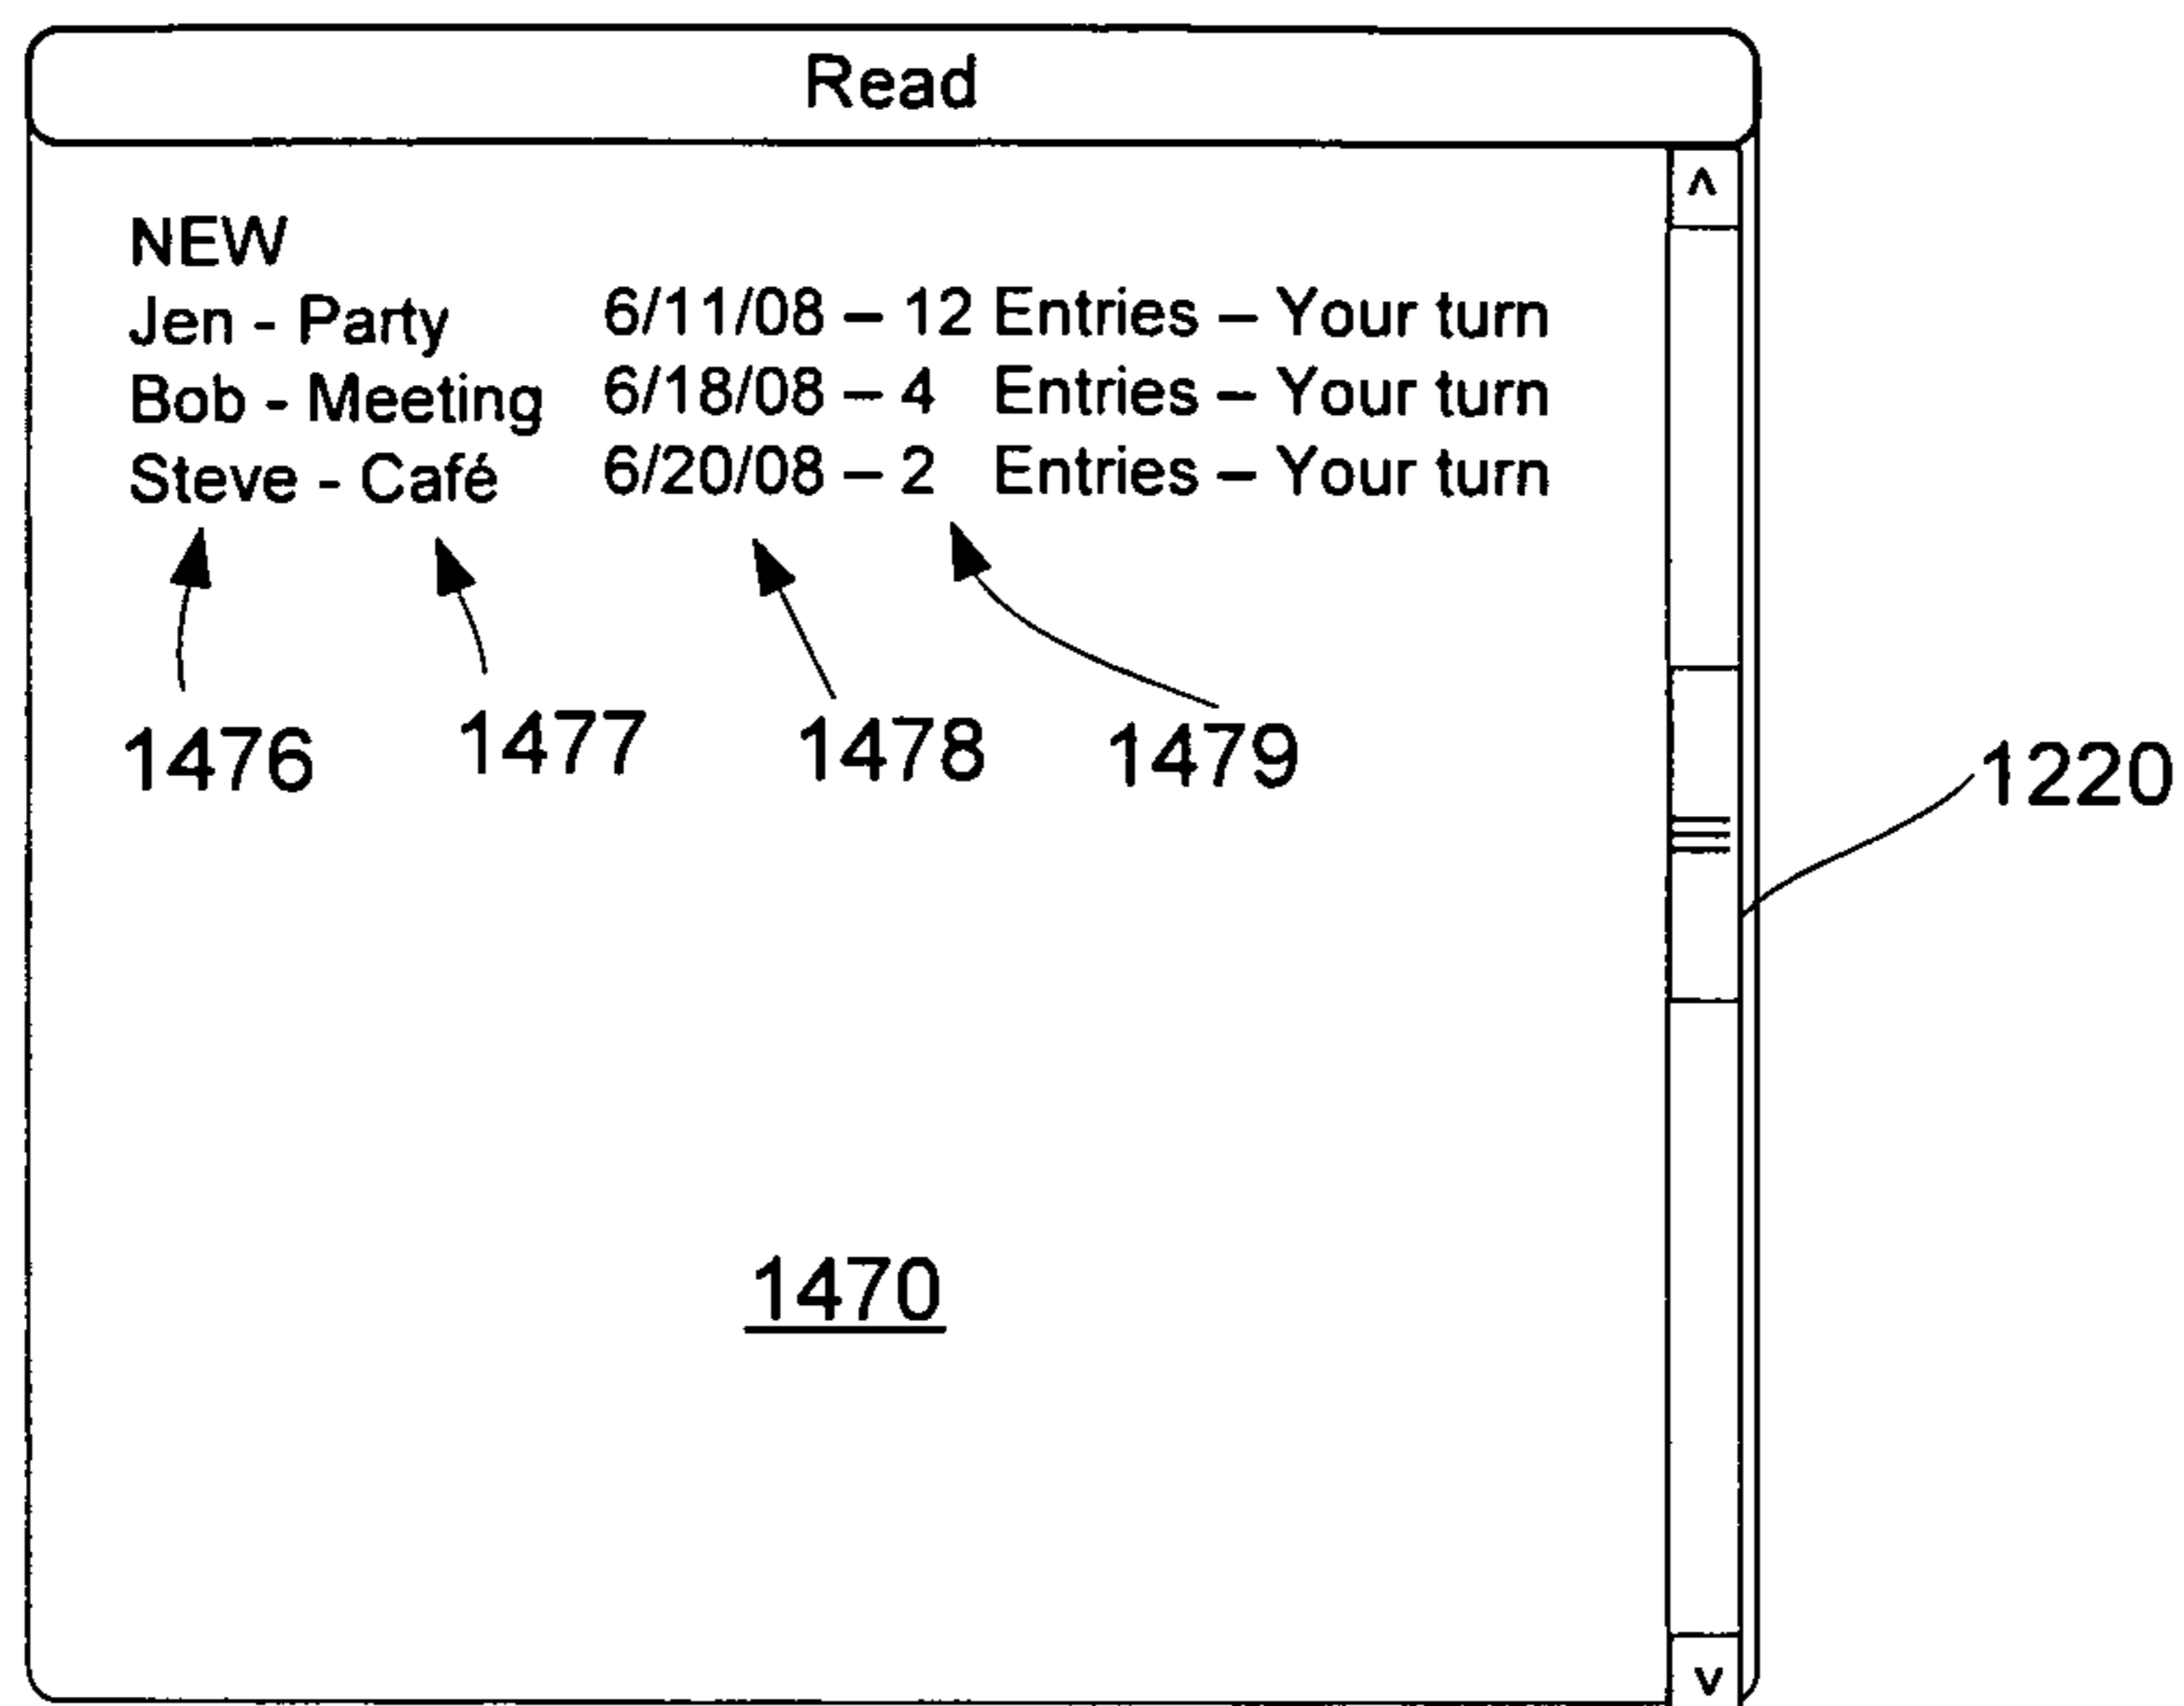 Read
^
NEW
Jen - Party 6/11/08 – 12 Entries – Your turn
Bob - Meeting 6/18/08 – 4 Entries – Your turn
Steve - Café 6/20/08 – 2 Entries – Your turn
1476 1477 1478 1479
1220
1470
v